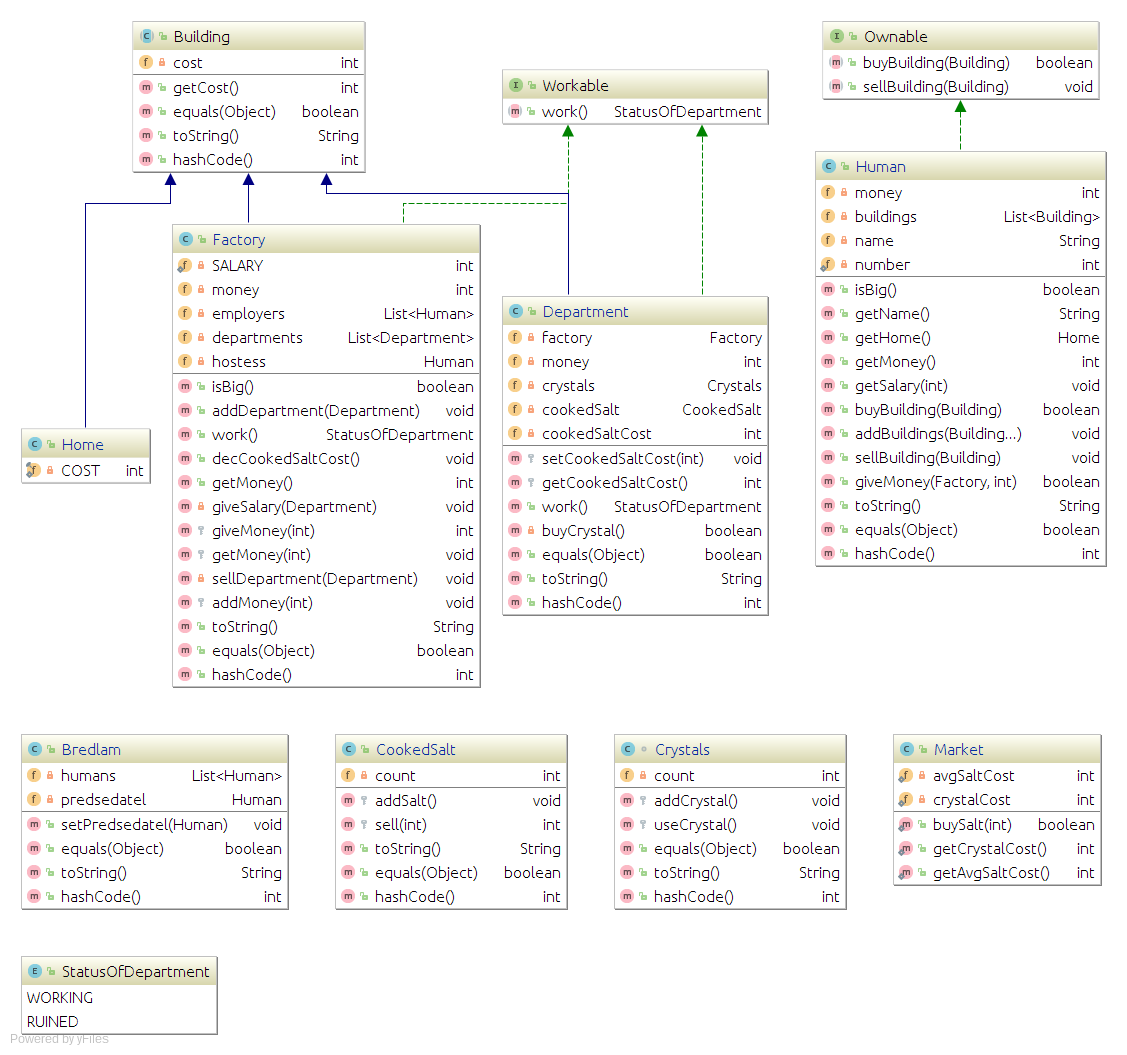 Building
cost int
getCost() int
equals(Object) boolean
toString() String
hashCode() int
Workable
work() StatusOfDepartment
Ownable
buyBuilding(Building) boolean
sellBuilding(Building) void
Human
money int
buildings List<Building>
name String
number int
isBig() boolean
getName() String
getHome() Home
getMoney() int
getSalary(int) void
buyBuilding(Building) boolean
addBuildings(Building...) void
sellBuilding(Building) void
giveMoney(Factory, int) boolean
toString() String
equals(Object) boolean
hashCode() int
Factory
SALARY int
money int
employers List<Human>
departments List<Department>
hostess Human
isBig() boolean
addDepartment(Department) void
work() StatusOfDepartment
decCookedSaltCost() void
getMoney() int
giveSalary(Department) void
giveMoney(int) int
getMoney(int) void
sellDepartment(Department) void
addMoney(int) void
toString() String
equals(Object) boolean
hashCode() int
Department
factory Factory
money int
crystals Crystals
cookedSalt CookedSalt
cookedSaltCost int
setCookedSaltCost(int) void
getCookedSaltCost() int
work() StatusOfDepartment
buyCrystal() boolean
equals(Object) boolean
toString() String
hashCode() int
Home
COST int
Bredlam
humans List<Human>
predsedatel Human
setPredsedatel(Human) void
equals(Object) boolean
toString() String
hashCode() int
CookedSalt
count int
addSalt() void
sell(int) int
toString() String
equals(Object) boolean
hashCode() int
Crystals
count int
addCrystal() void
useCrystal() void
equals(Object) boolean
toString() String
hashCode() int
Market
avgSaltCost int
crystalCost int
buySalt(int) boolean
getCrystalCost() int
getAvgSaltCost() int
StatusOfDepartment
WORKING
RUINED
Powered by yFiles